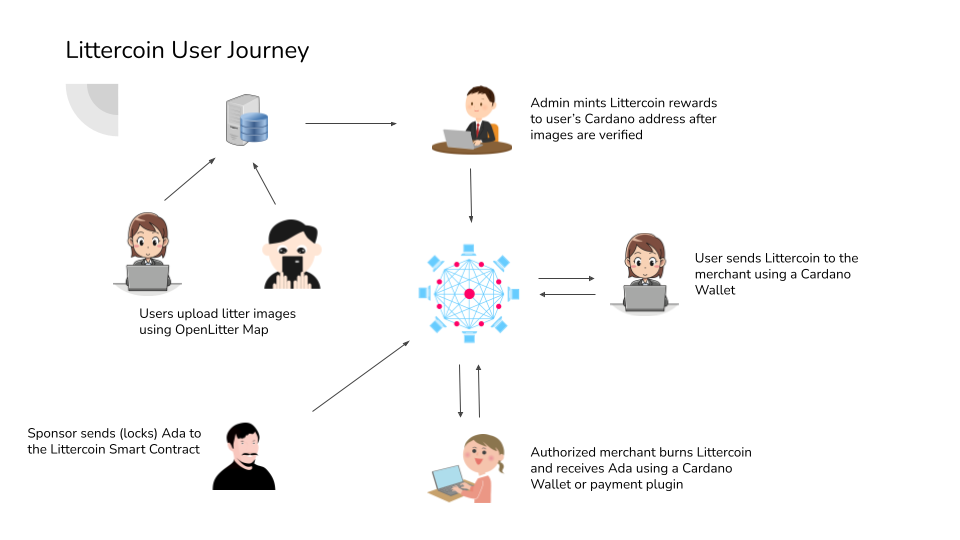 Littercoin User Journey
Admin mints Littercoin rewards
to user's Cardano address after
images are verified
User sends Littercoin to the
merchant using a Cardano
Wallet
Users upload litter images
using OpenLitter Map
Sponsor sends (locks) Ada to
the Littercoin Smart Contract
Authorized merchant burns Littercoin
and receives Ada using a Cardano
Wallet or payment plugin